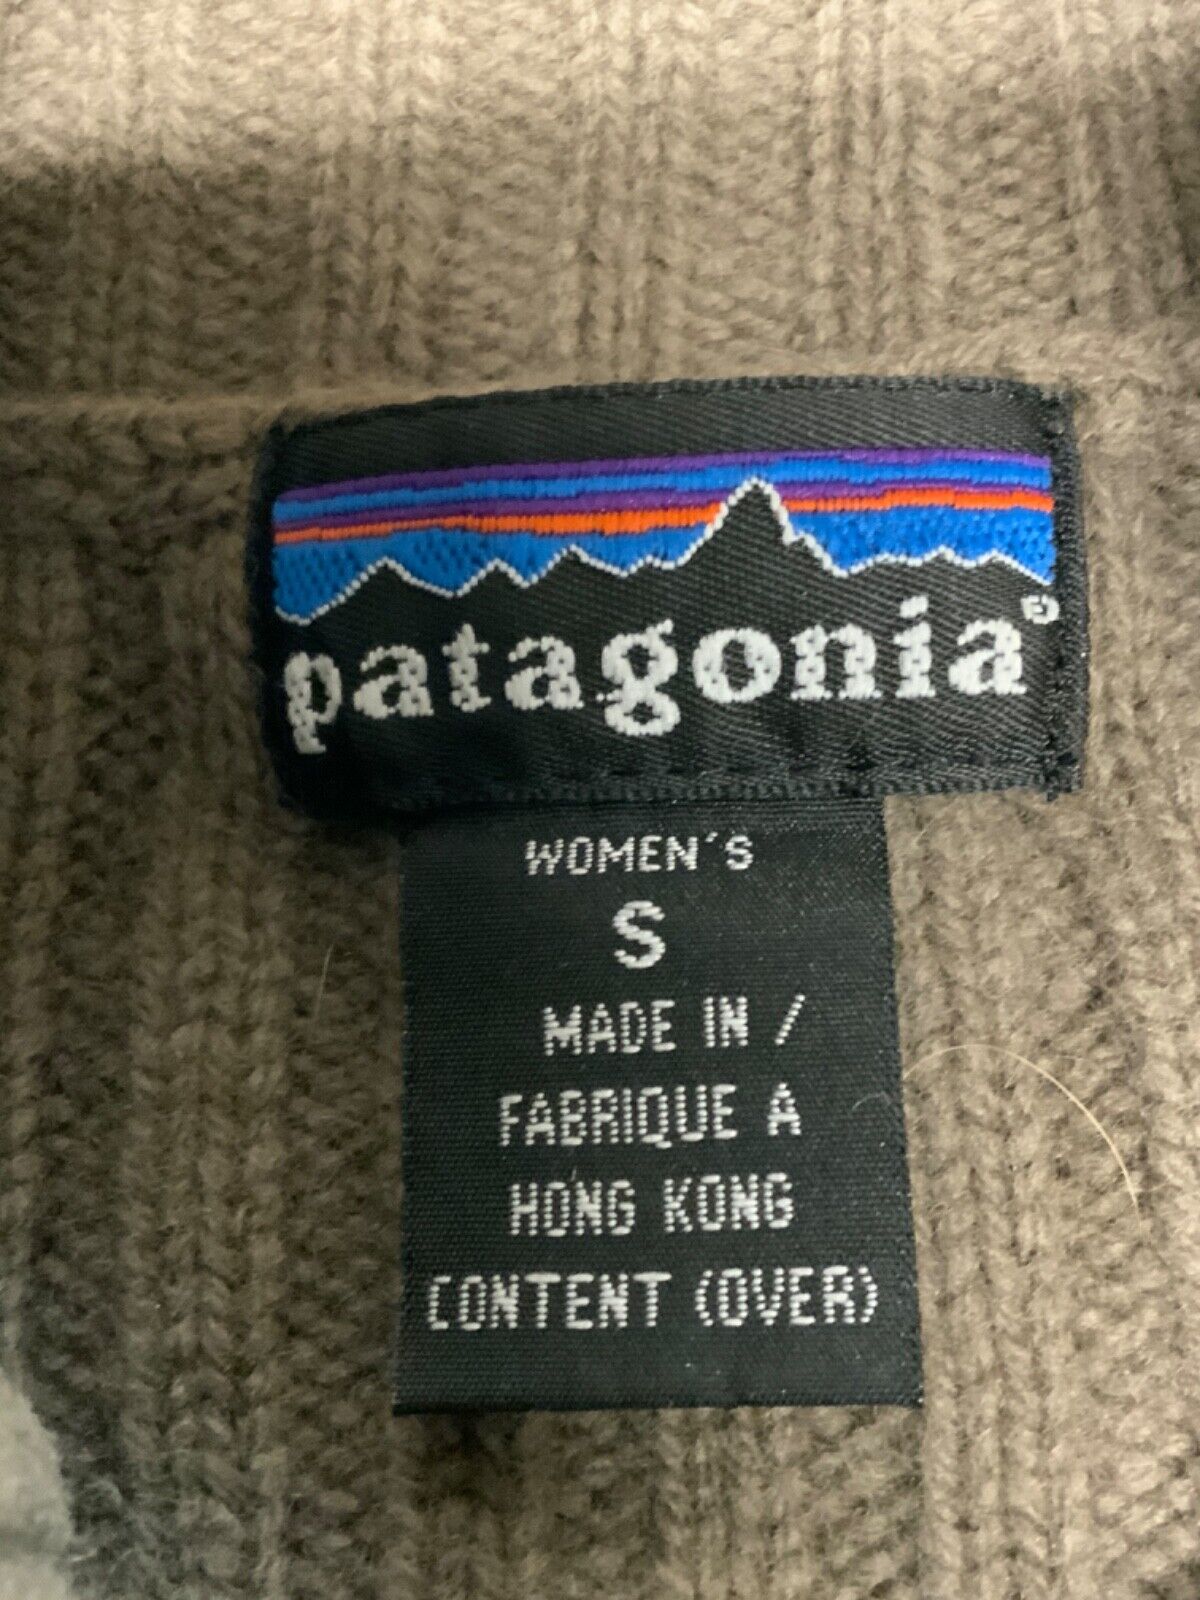 patagonia®
WOMEN'S
S
MADE IN /
FABRIQUE A
HONG KONG
CONTENT (OVER)